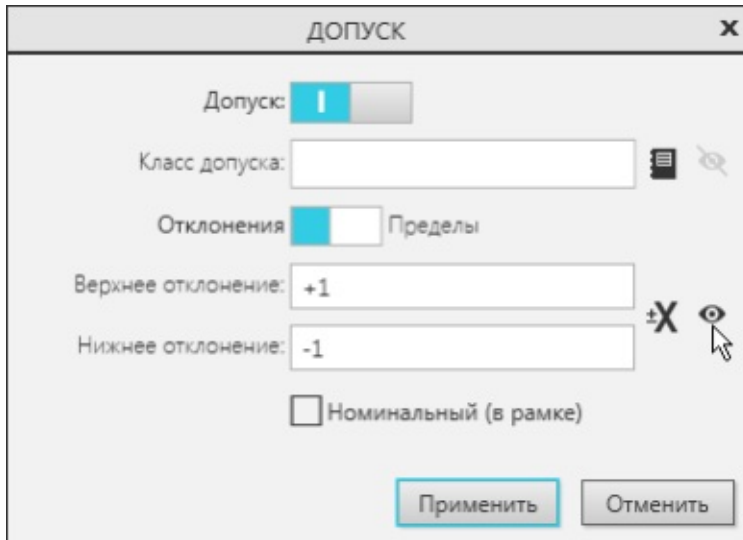 ДОПУСК
Допуск:
Класс допуска:
Отклонения Пределы
Верхнее отклонение: +1
±X
Нижнее отклонение: -1
Номинальный (в рамке)
Применить Отменить